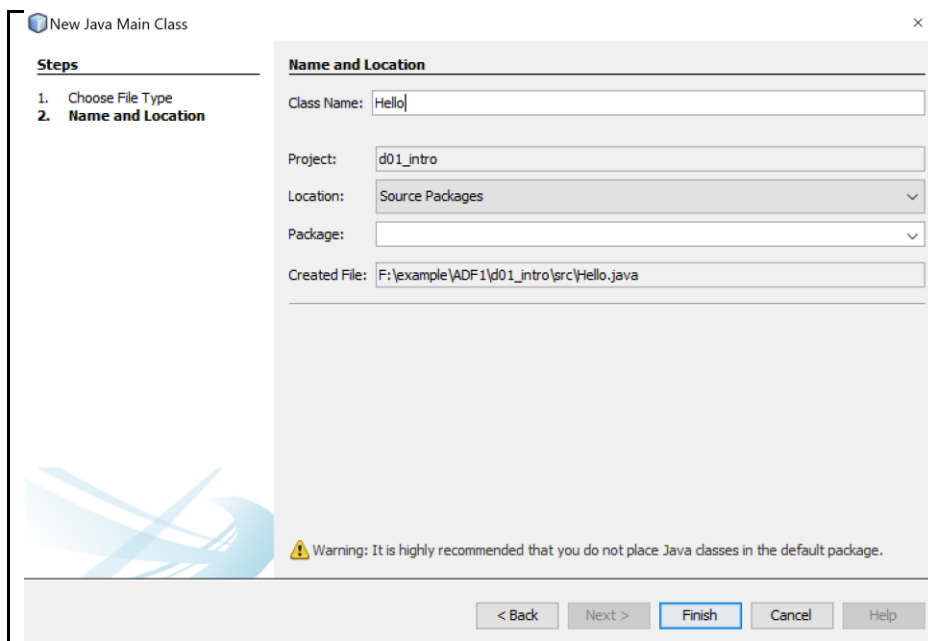 New Java Main Class
Steps
1. Choose File Type
2. Name and Location
Name and Location
Class Name: Hello
Project: d01_intro
Location: Source Packages
Package:
Created File: F:\example\ADF1\d01_intro\src\Hello.java
Warning: It is highly recommended that you do not place Java classes in the default package.
< Back Next > Finish Cancel Help